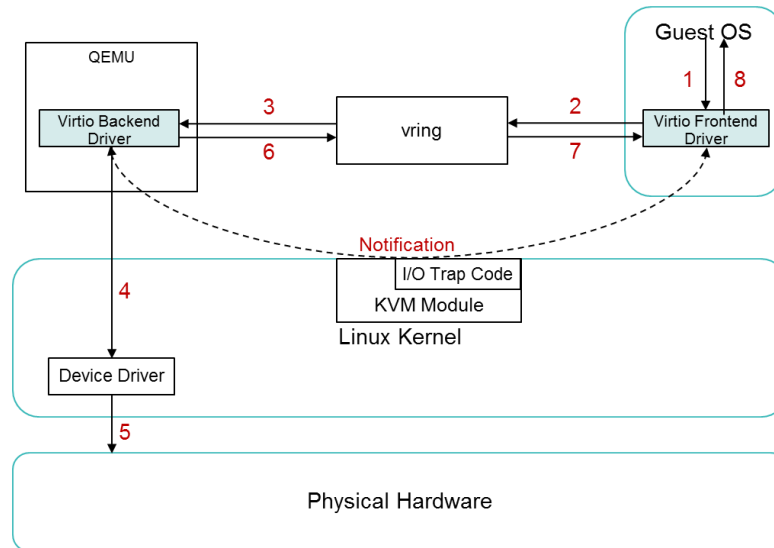 Guest OS
QEMU
1
8
3
2
Virtio Backend
Driver
vring
Virtio Frontend
Driver
6
7
Notification
I/O Trap Code
4
KVM Module
Linux Kernel
Device Driver
5
Physical Hardware